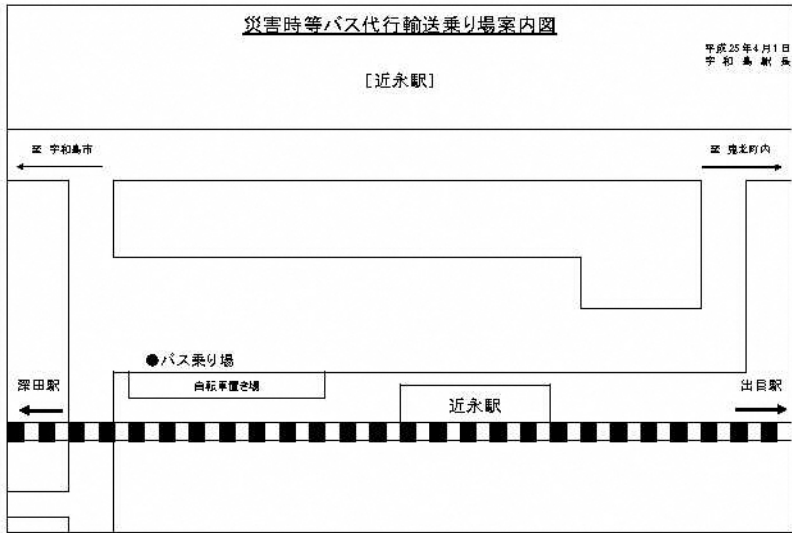 災害時等バス代行輸送乗り場案内図
平成25年4月1日
宇和島駅長
[近永駅]
至 宇和島市
至 鬼北町内
●バス乗り場
深田駅
自転車置き場
近永駅
出目駅